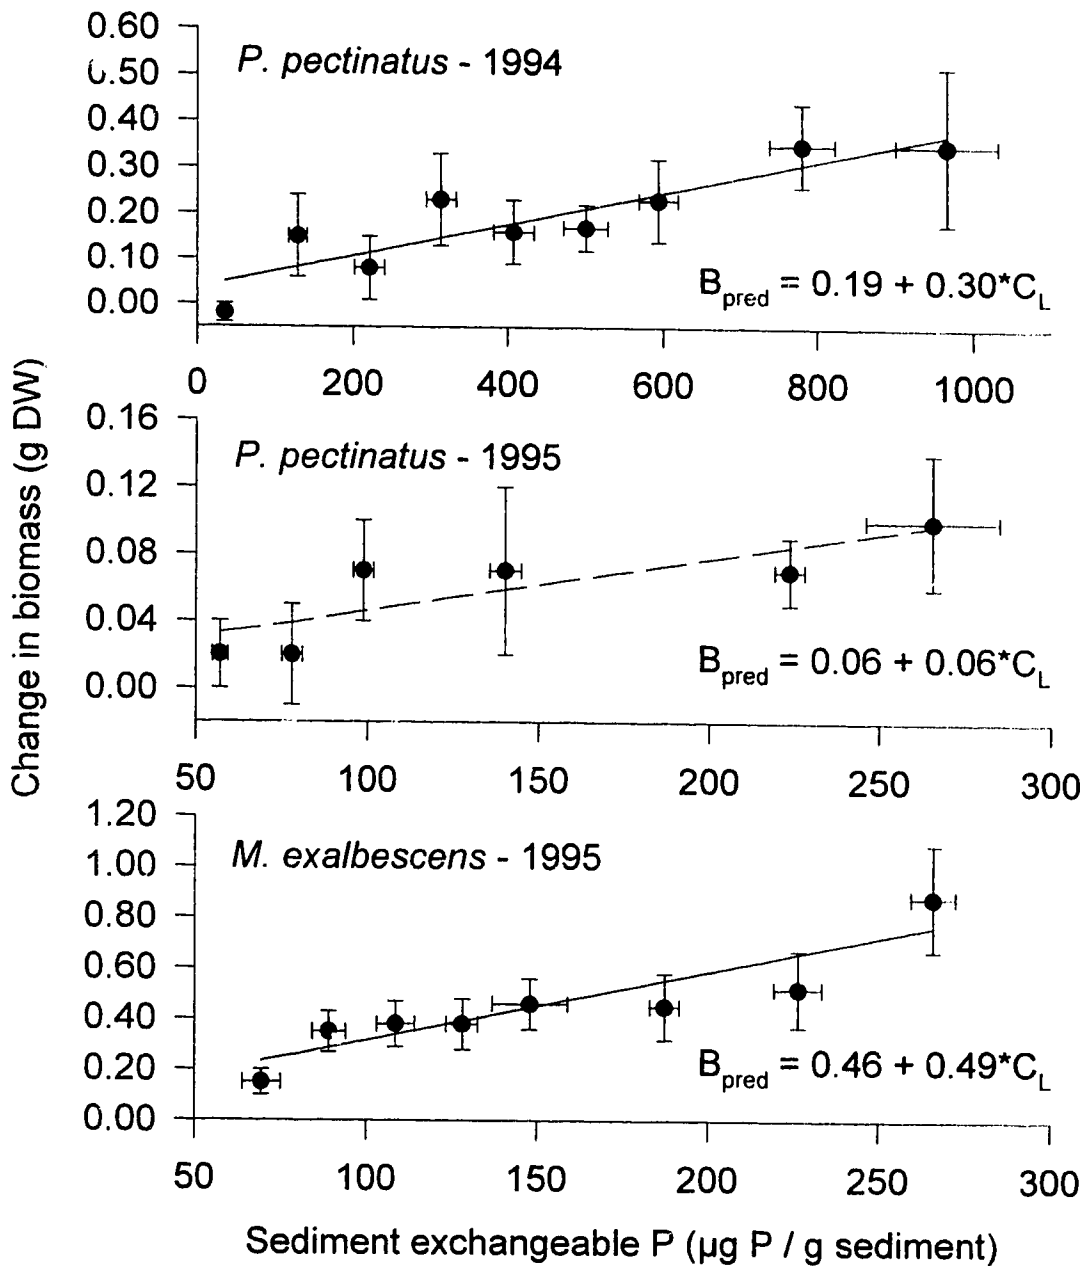 0.60
P. pectinatus - 1994
0.50
0.40
0.30
0.20
0.10
B_pred = 0.19 + 0.30*C_L
0.00
0 200 400 600 800 1000
Change in biomass (g DW)
0.16
P. pectinatus - 1995
0.12
0.08
0.04
B_pred = 0.06 + 0.06*C_L
0.00
50 100 150 200 250 300
1.20
M. exalbescens - 1995
1.00
0.80
0.60
0.40
B_pred = 0.46 + 0.49*C_L
0.20
0.00
50 100 150 200 250 300
Sediment exchangeable P (µg P / g sediment)